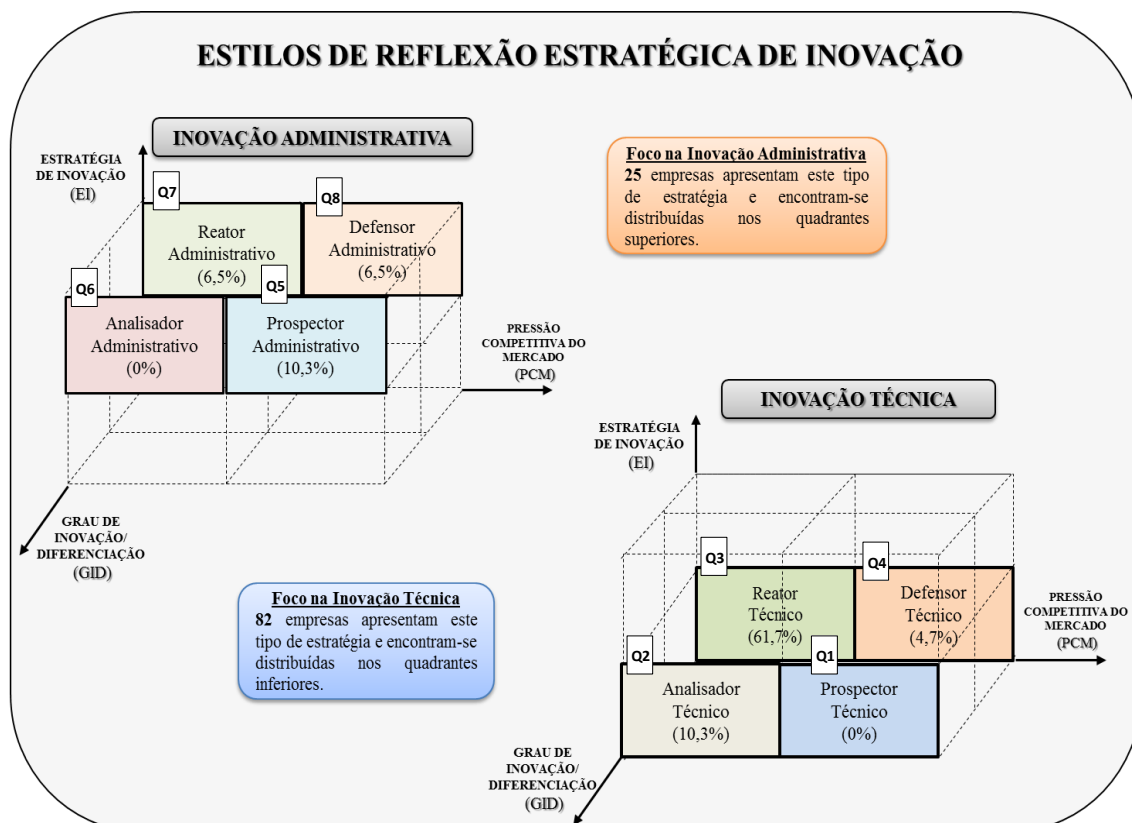 ESTILOS DE REFLEXÃO ESTRATÉGICA DE INOVAÇÃO
INOVAÇÃO ADMINISTRATIVA
ESTRATÉGIA
DE INOVAÇÃO
(EI)
Q7
Q8
Reator
Administrativo
(6,5%)
Defensor
Administrativo
(6,5%)
Q6
Q5
Analisador
Administrativo
(0%)
Prospector
Administrativo
(10,3%)
PRESSÃO
COMPETITIVA DO
MERCADO
(PCM)
GRAU DE
INOVAÇÃO/
DIFERENCIAÇÃO
(GID)
Foco na Inovação Administrativa
25 empresas apresentam este tipo
de estratégia e encontram-se
distribuídas nos quadrantes
superiores.
INOVAÇÃO TÉCNICA
ESTRATÉGIA
DE INOVAÇÃO
(EI)
Q3
Q4
Reator
Técnico
(61,7%)
Defensor
Técnico
(4,7%)
Q2
Q1
Analisador
Técnico
(10,3%)
Prospector
Técnico
(0%)
PRESSÃO
COMPETITIVA DO
MERCADO
(PCM)
GRAU DE
INOVAÇÃO/
DIFERENCIAÇÃO
(GID)
Foco na Inovação Técnica
82 empresas apresentam este
tipo de estratégia e encontram-se
distribuídas nos quadrantes
inferiores.